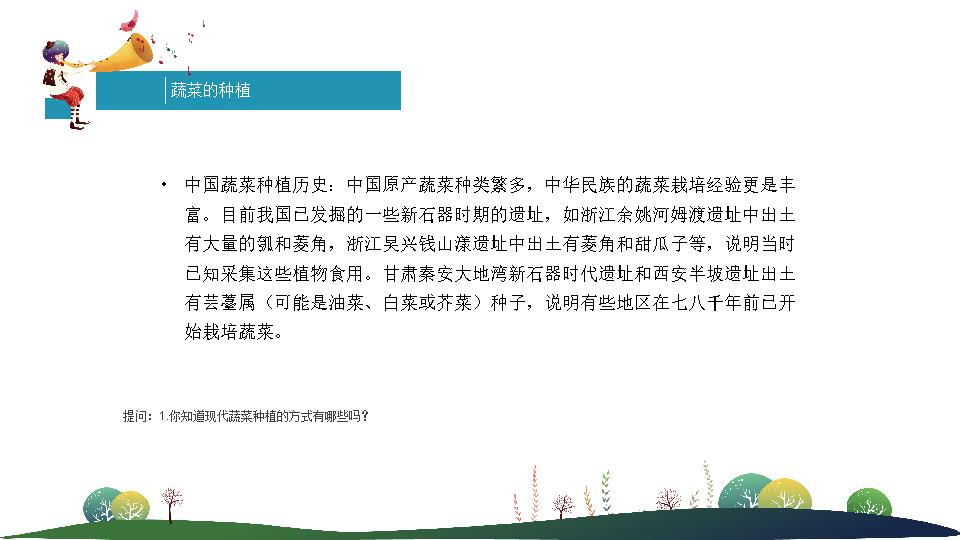 蔬菜的种植
• 中国蔬菜种植历史：中国原产蔬菜种类繁多，中华民族的蔬菜栽培经验更是丰
富。目前我国已发掘的一些新石器时期的遗址，如浙江余姚河姆渡遗址中出土
有大量的瓠和菱角，浙江吴兴钱山漾遗址中出土有菱角和甜瓜子等，说明当时
已知采集这些植物食用。甘肃秦安大地湾新石器时代遗址和西安半坡遗址出土
有芸薹属（可能是油菜、白菜或芥菜）种子，说明有些地区在七八千年前已开
始栽培蔬菜。
提问：1.你知道现代蔬菜种植的方式有哪些吗？